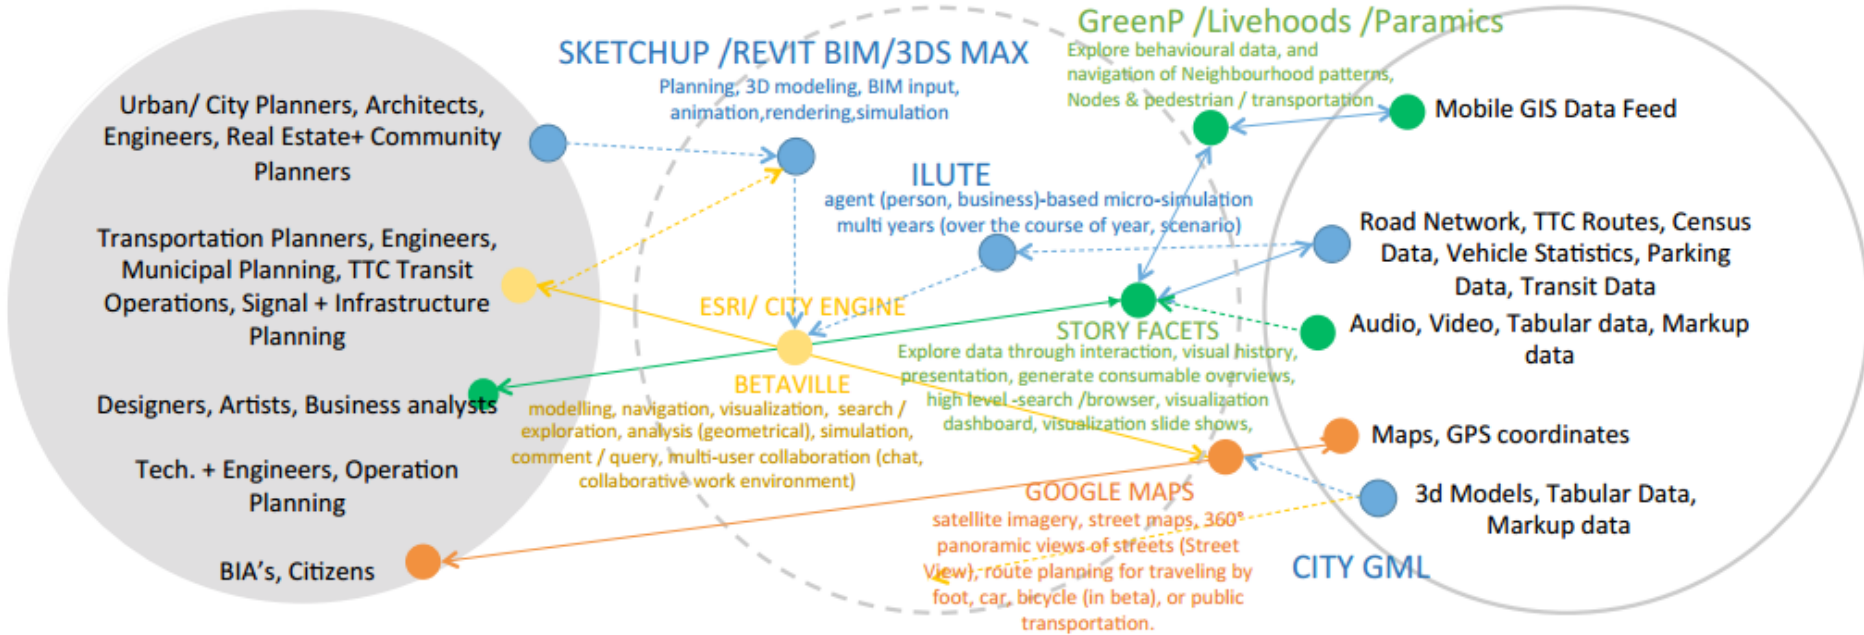 Urban/ City Planners, Architects,
Engineers, Real Estate+ Community
Planners
Transportation Planners, Engineers,
Municipal Planning, TTC Transit
Operations, Signal + Infrastructure
Planning
Designers, Artists, Business analysts
Tech. + Engineers, Operation
Planning
BIA's, Citizens
SKETCHUP /REVIT BIM/3DS MAX
Planning, 3D modeling, BIM input,
animation,rendering,simulation
GreenP /Livehoods /Paramics
Explore behavioural data, and
navigation of Neighbourhood patterns,
Nodes & pedestrian / transportation
ILUTE
agent (person, business)-based micro-simulation
multi years (over the course of year, scenario)
ESRI/ CITY ENGINE
BETAVILLE
modelling, navigation, visualization, search /
exploration, analysis (geometrical), simulation,
comment / query, multi-user collaboration (chat,
collaborative work environment)
STORY FACETS
Explore data through interaction, visual history,
presentation, generate consumable overviews,
high level -search /browser, visualization
dashboard, visualization slide shows,
GOOGLE MAPS
satellite imagery, street maps, 360°
panoramic views of streets (Street
View), route planning for traveling by
foot, car, bicycle (in beta), or public
transportation.
Mobile GIS Data Feed
Road Network, TTC Routes, Census
Data, Vehicle Statistics, Parking
Data, Transit Data
Audio, Video, Tabular data, Markup
data
Maps, GPS coordinates
3d Models, Tabular Data,
Markup data
CITY GML